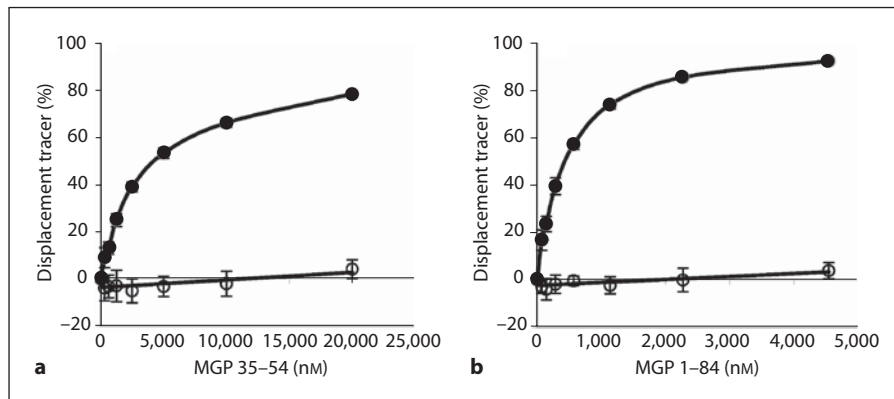 100
80
60
40
20
0
–20
Displacement tracer (%)
0 5,000 10,000 15,000 20,000 25,000
a MGP 35–54 (nM)
100
80
60
40
20
0
–20
Displacement tracer (%)
0 1,000 2,000 3,000 4,000 5,000
b MGP 1–84 (nM)